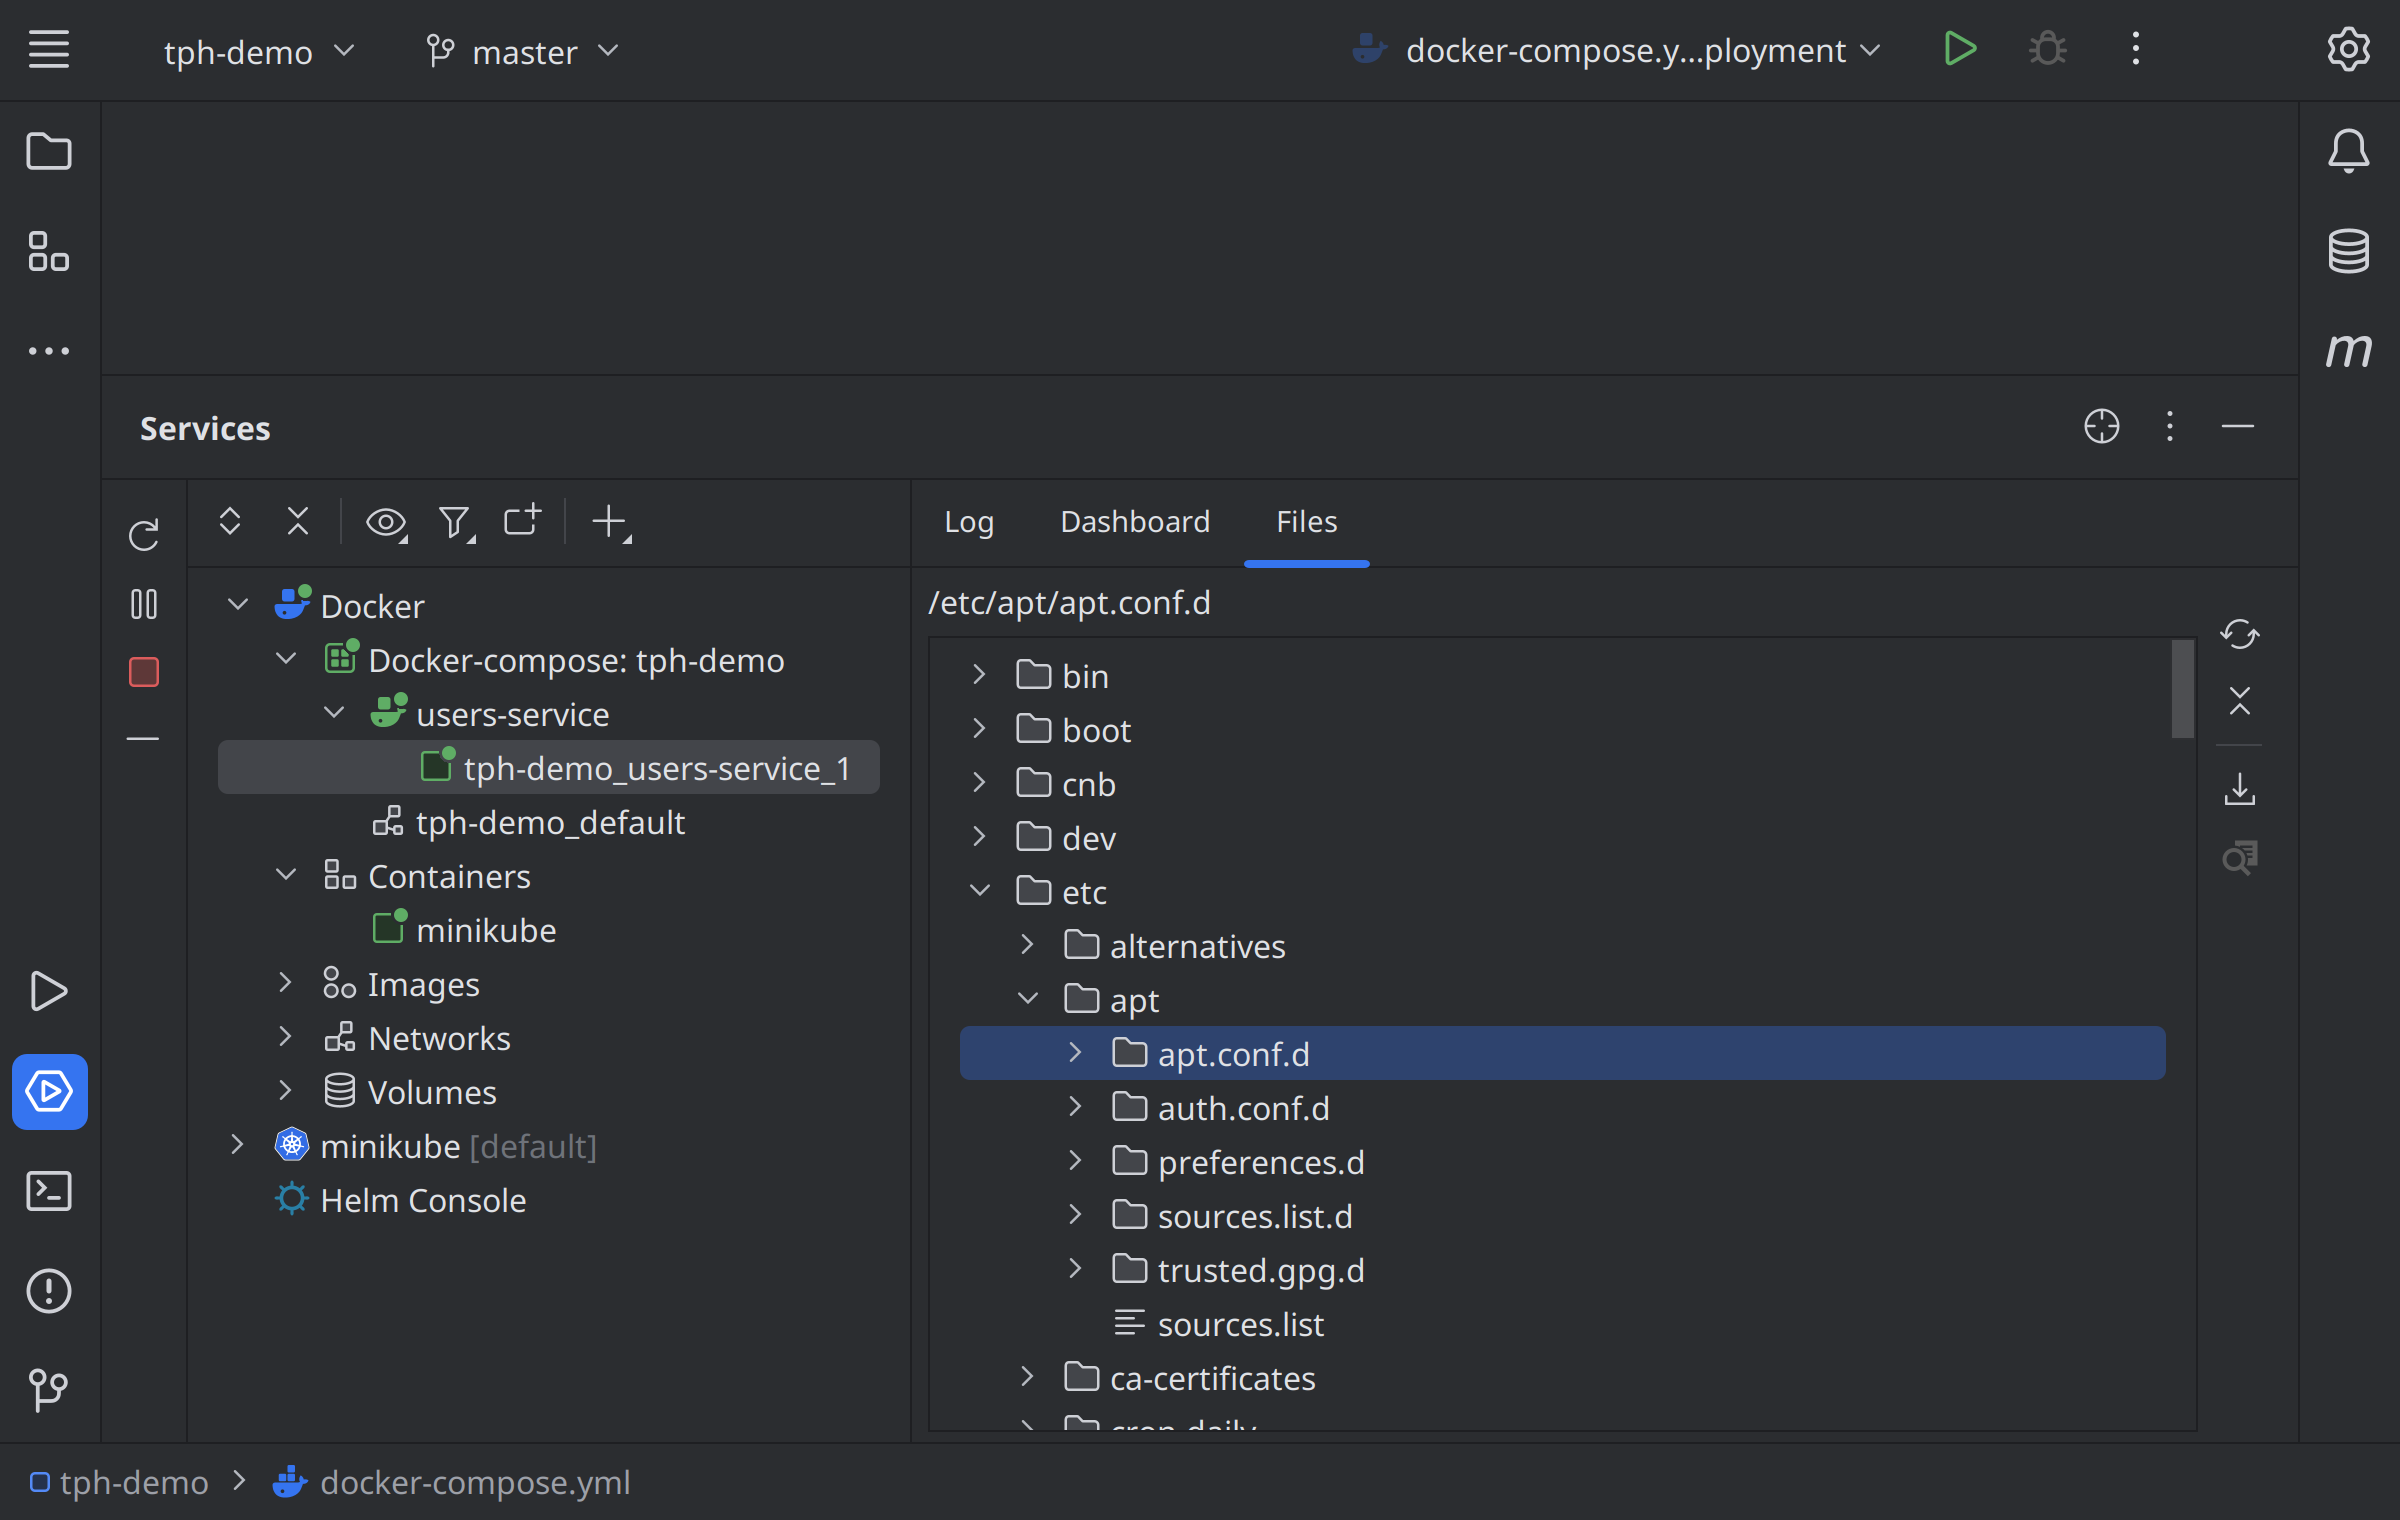 tph-demo
master
docker-compose.y...ployment
Services
Log
Dashboard
Files
Docker
Docker-compose: tph-demo
users-service
tph-demo_users-service_1
tph-demo_default
Containers
minikube
Images
Networks
Volumes
minikube [default]
Helm Console
/etc/apt/apt.conf.d
bin
boot
cnb
dev
etc
alternatives
apt
apt.conf.d
auth.conf.d
preferences.d
sources.list.d
trusted.gpg.d
sources.list
ca-certificates
cron.daily
tph-demo
docker-compose.yml